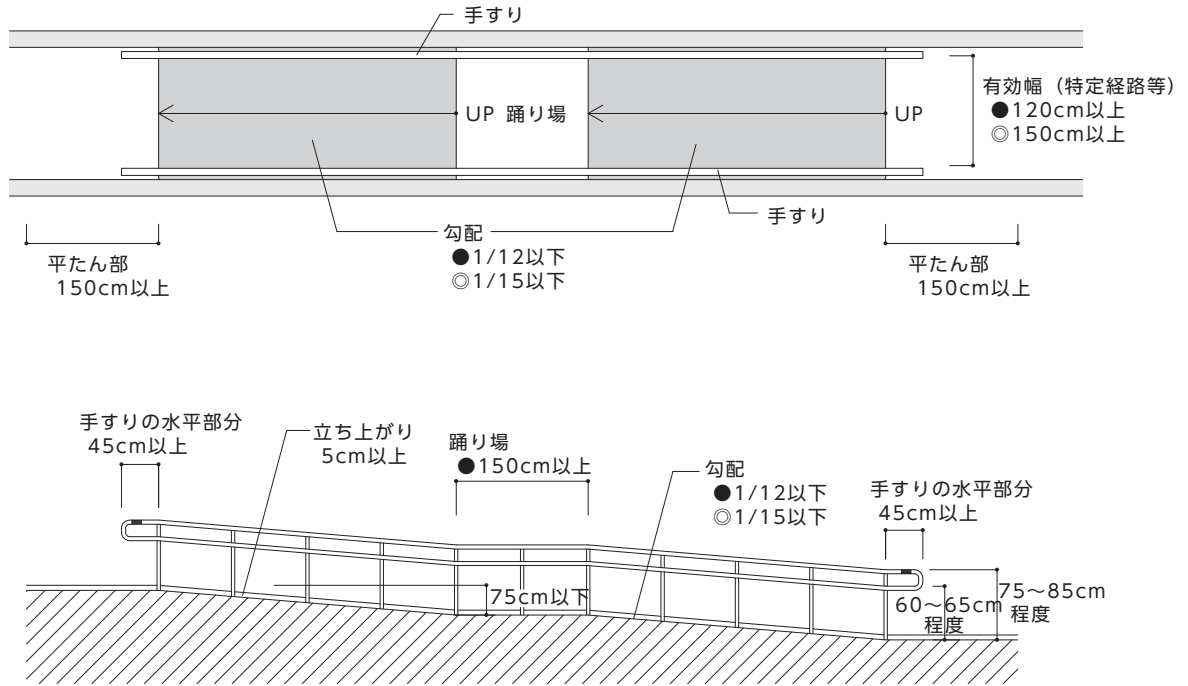 手すり
有効幅（特定経路等）
●120cm以上
◎150cm以上
UP 踊り場
UP
手すり
勾配
●1/12以下
◎1/15以下
平たん部
150cm以上
平たん部
150cm以上
手すりの水平部分
45cm以上
立ち上がり
5cm以上
踊り場
●150cm以上
勾配
●1/12以下
◎1/15以下
手すりの水平部分
45cm以上
75cm以下
60～65cm
程度
75～85cm
程度